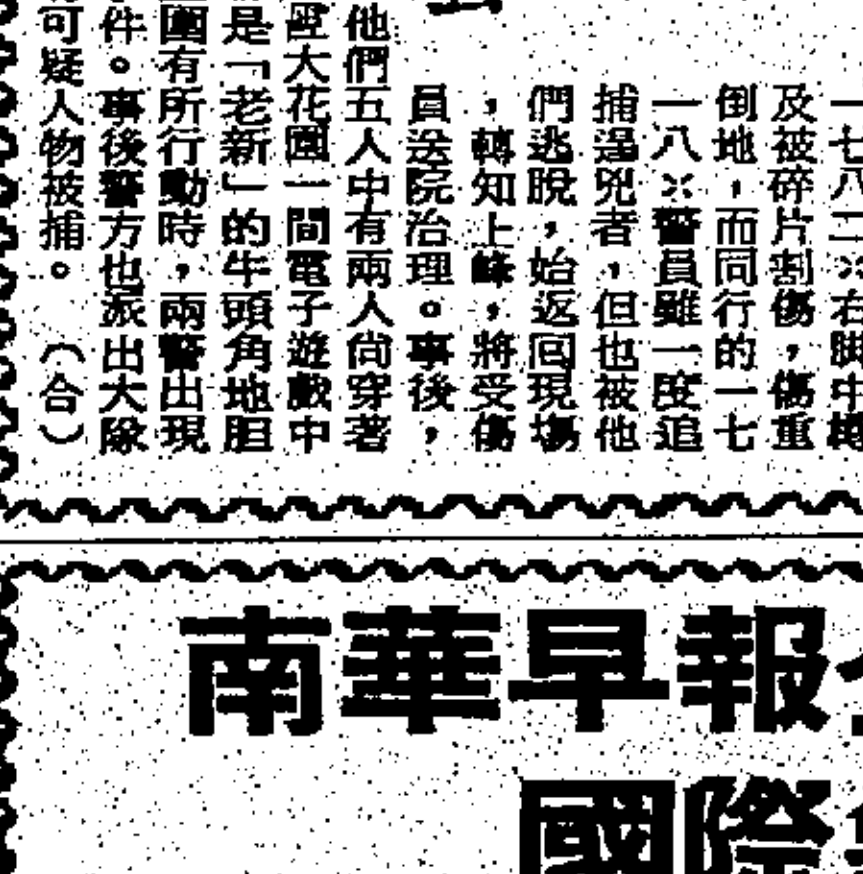 一七八二※右脚中
及被碎片割傷，傷重
倒地，而同行的一七
一八※警員雖一度追
捕逞兇者，但也被他
們逃脫，始返回現場
，轉知上峰，將受傷
員送院治理。事後，
他們五人中有兩人尚穿著
大花園一間電子遊戲中
是「老新」的牛頭角地胆
圍有所行動時，兩警出現
件。事後警方也派出大隊
可疑人物被捕。（合）
南華早報
國際